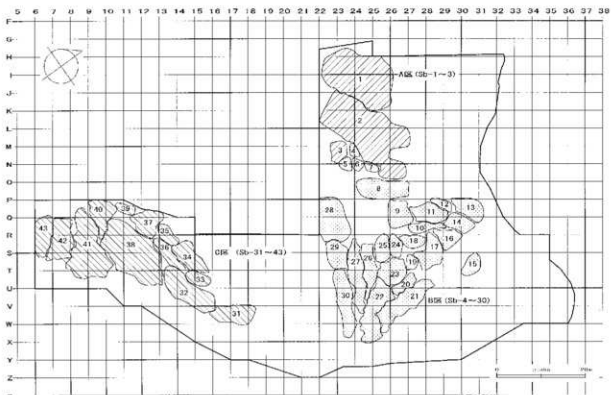 5 6 7 8 9 10 11 12 13 14 15 16 17 18 19 20 21 22 23 24 25 26 27 28 29 30 31 32 33 34 35 36 37 38
F
G
H
I
J
K
L
M
N
O
P
Q
R
S
T
U
V
W
X
Y
Z
1
A区(Sb-1~3)
2
3 4
5 6 7
8
28 9 11 12 13
10 14
29 27 26 25 24 18 17 16
19 15
23 20
30 22 21
B区(Sb-4~30)
43 42 41 40 39 38 37
36 35 34
33 32 31
C区(Sb-31~43)